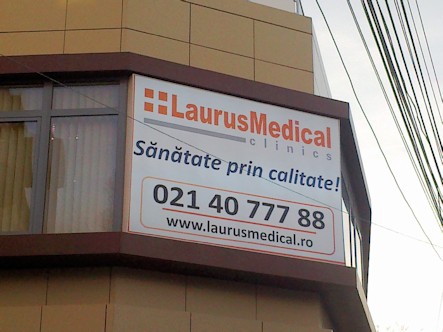 LaurusMedical
clinics
Sănătate prin calitate!
021 40 777 88
www.laurusmedical.ro